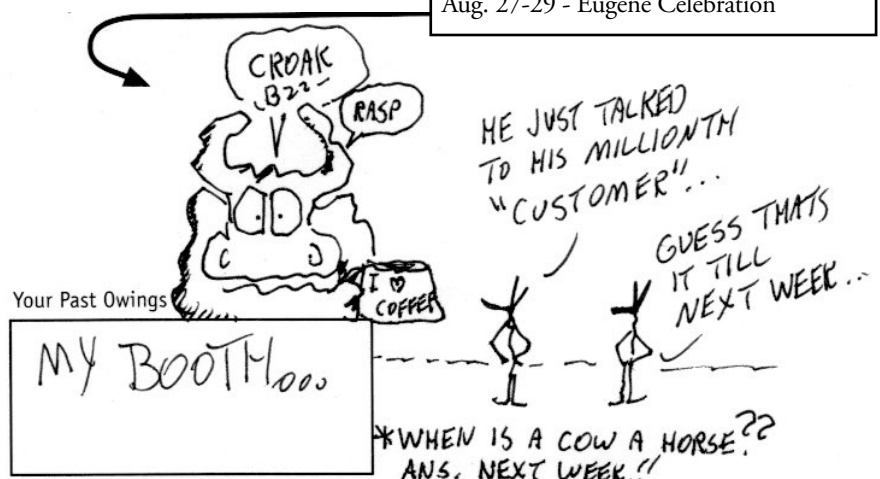 Aug. 27-29 - Eugene Celebration
CROAK
BZZ
RASP
HE JUST TALKED
TO HIS MILLIONTH
"CUSTOMER"...
GUESS THATS
IT TILL
NEXT WEEK...
I ♡
COFFEE
Your Past Owings
MY BOOTH...
*WHEN IS A COW A HORSE??
ANS. NEXT WEEK!!